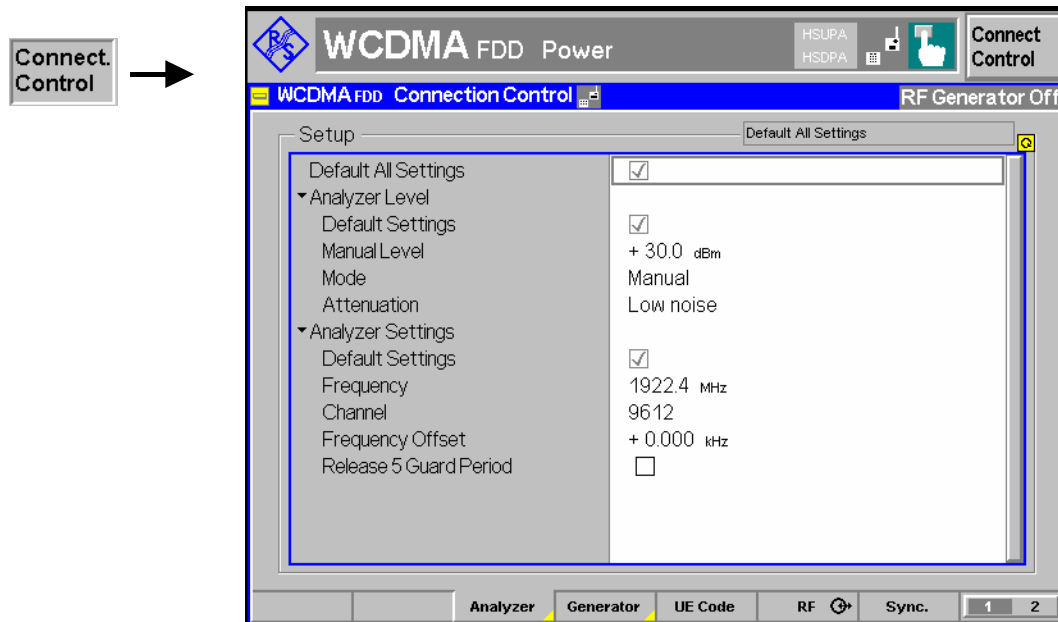 Connect.
Control
R S
WCDMA FDD Power
HSUPA
HSDPA
Connect
Control
WCDMA FDD Connection Control
RF Generator Off
Setup
Default All Settings
Default All Settings
Analyzer Level
Default Settings
Manual Level + 30.0 dBm
Mode Manual
Attenuation Low noise
Analyzer Settings
Default Settings
Frequency 1922.4 MHz
Channel 9612
Frequency Offset + 0.000 kHz
Release 5 Guard Period
Analyzer Generator UE Code RF Sync. 1 2